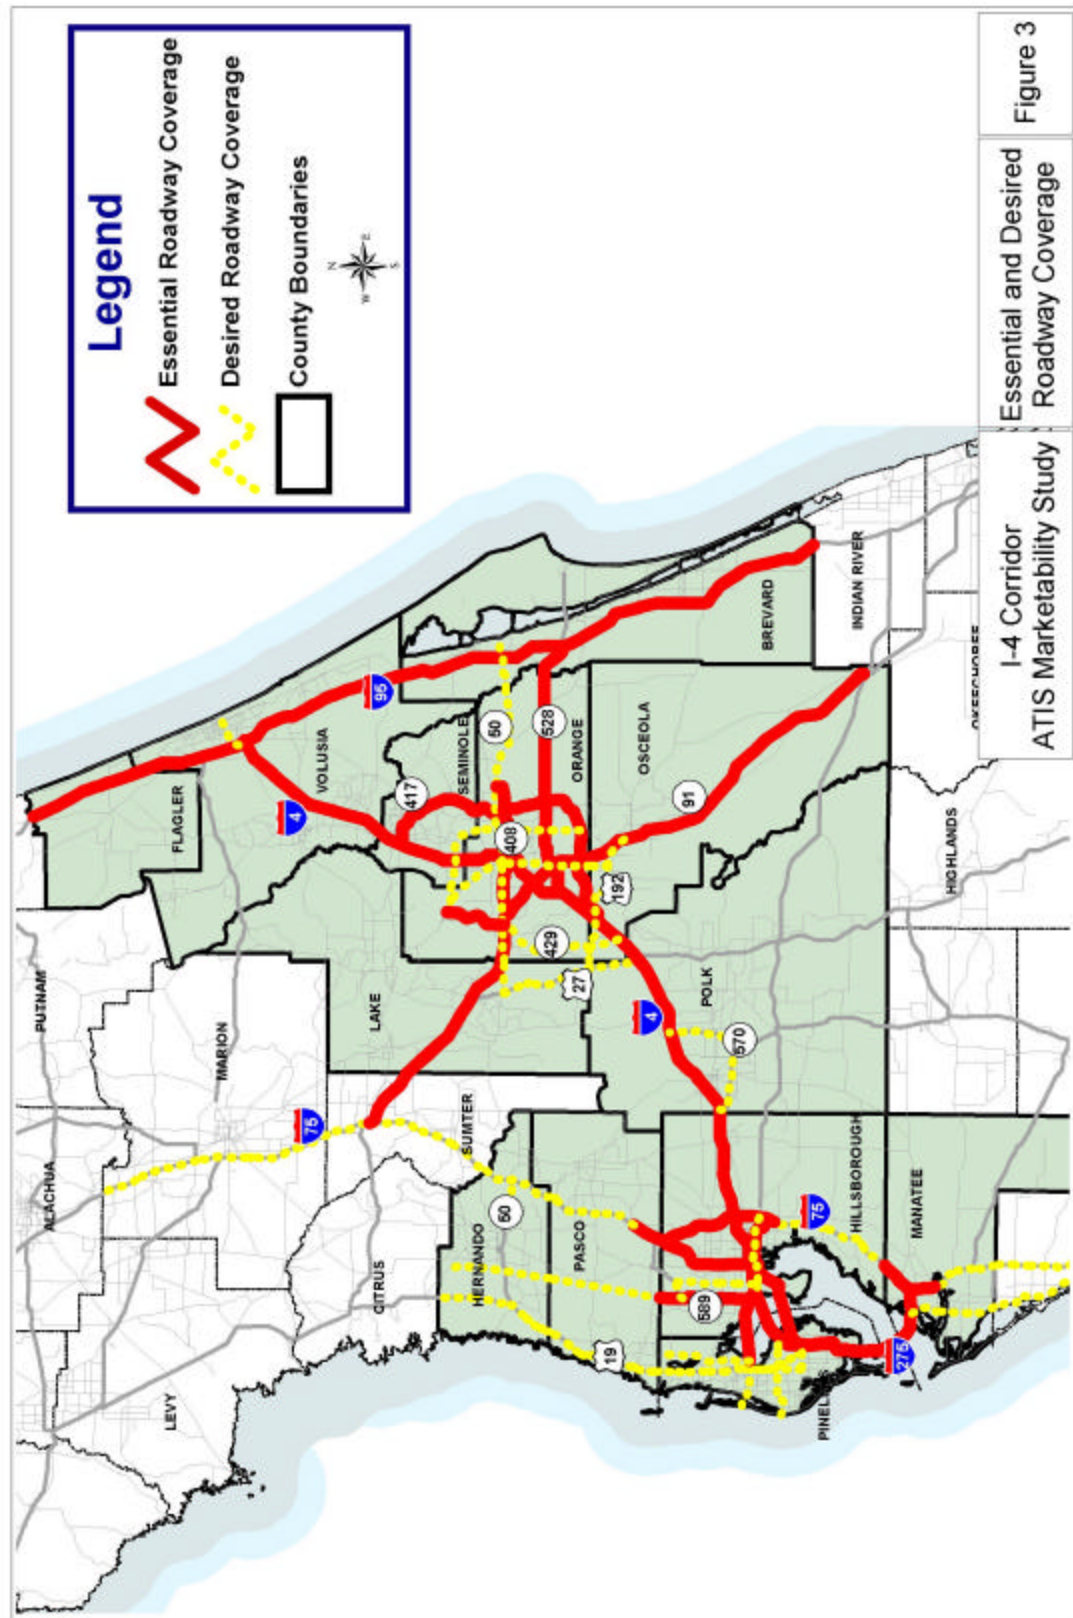 Legend
Essential Roadway Coverage
Desired Roadway Coverage
County Boundaries
N
W
E
S
ALACHUA
PUTNAM
FLAGLER
LEVY
MARION
VOLUSIA
75
4
95
CITRUS
SUMTER
LAKE
SEMINOLE
417
HERNANDO
50
50
408
528
429
PASCO
ORANGE
27
19
192
OSCEOLA
4
91
589
POLK
570
BREVARD
75
PINEL
HILLSBOROUGH
INDIAN RIVER
275
MANATEE
HIGHLANDS
OKEECHOBEE
I-4 Corridor
ATIS Marketability Study
Essential and Desired
Roadway Coverage
Figure 3